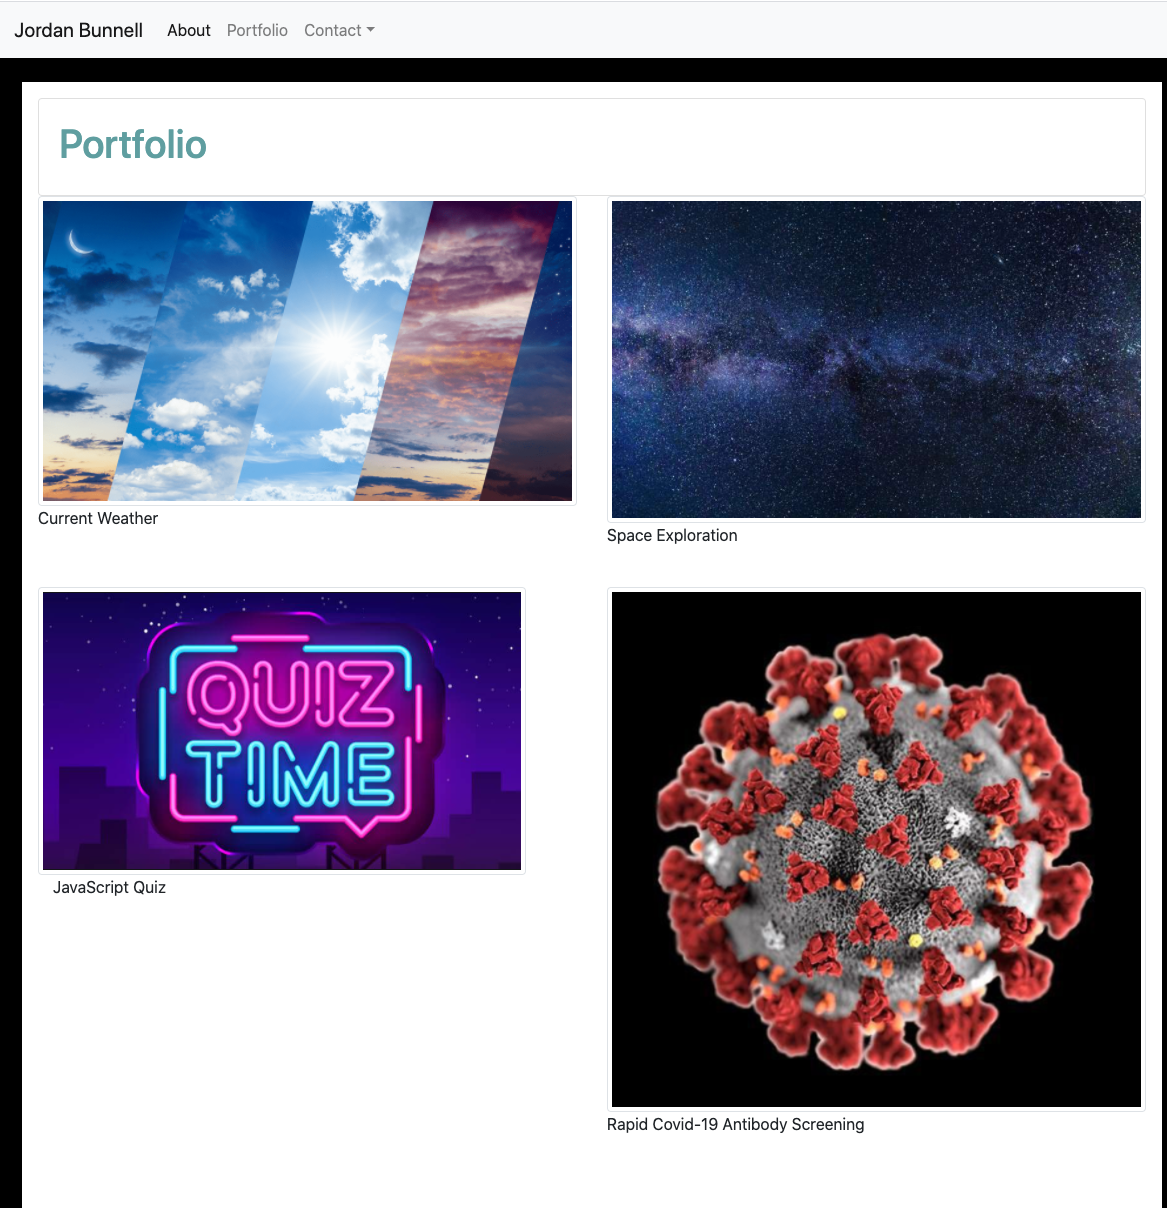 Jordan Bunnell About Portfolio Contact
Portfolio
Current Weather
Space Exploration
QUIZ
TIME
JavaScript Quiz
Rapid Covid-19 Antibody Screening